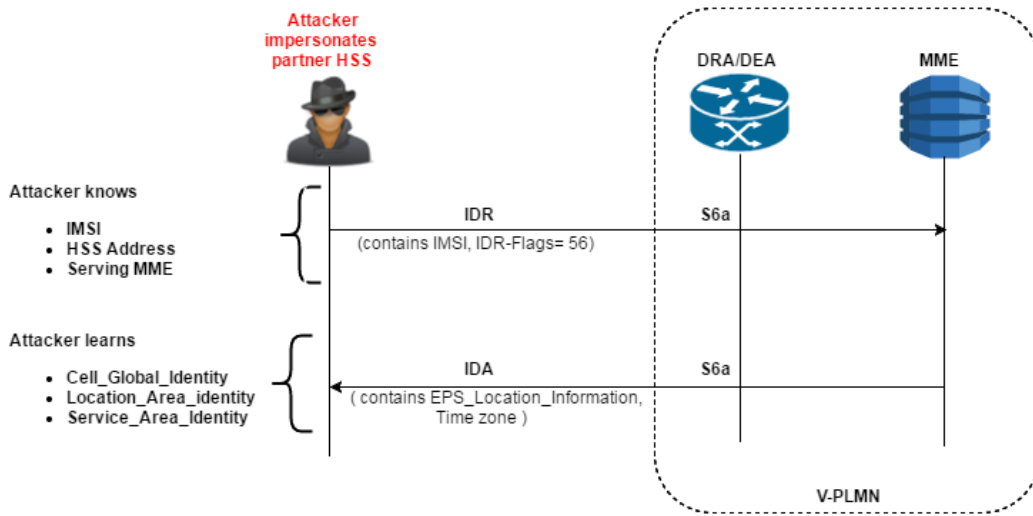 Attacker
impersonates
partner HSS
DRA/DEA
MME
Attacker knows
• IMSI
• HSS Address
• Serving MME
IDR
S6a
(contains IMSI, IDR-Flags= 56)
Attacker learns
• Cell_Global_Identity
• Location_Area_identity
• Service_Area_Identity
IDA
S6a
( contains EPS_Location_Information,
Time zone )
V-PLMN